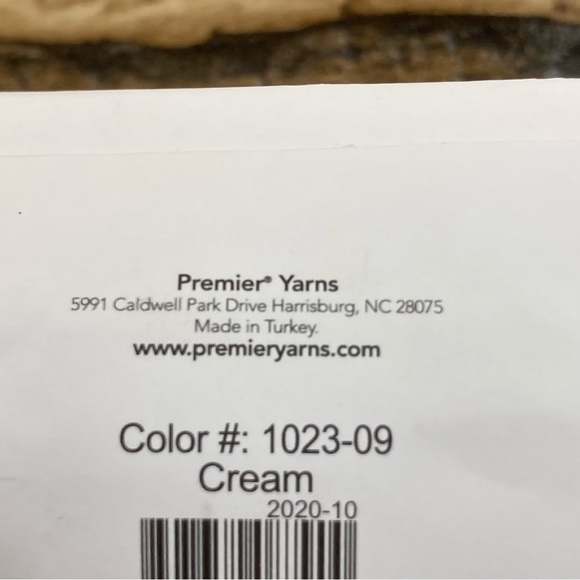 Premier® Yarns
5991 Caldwell Park Drive Harrisburg, NC 28075
Made in Turkey.
www.premieryarns.com
Color #: 1023-09
Cream
2020-10